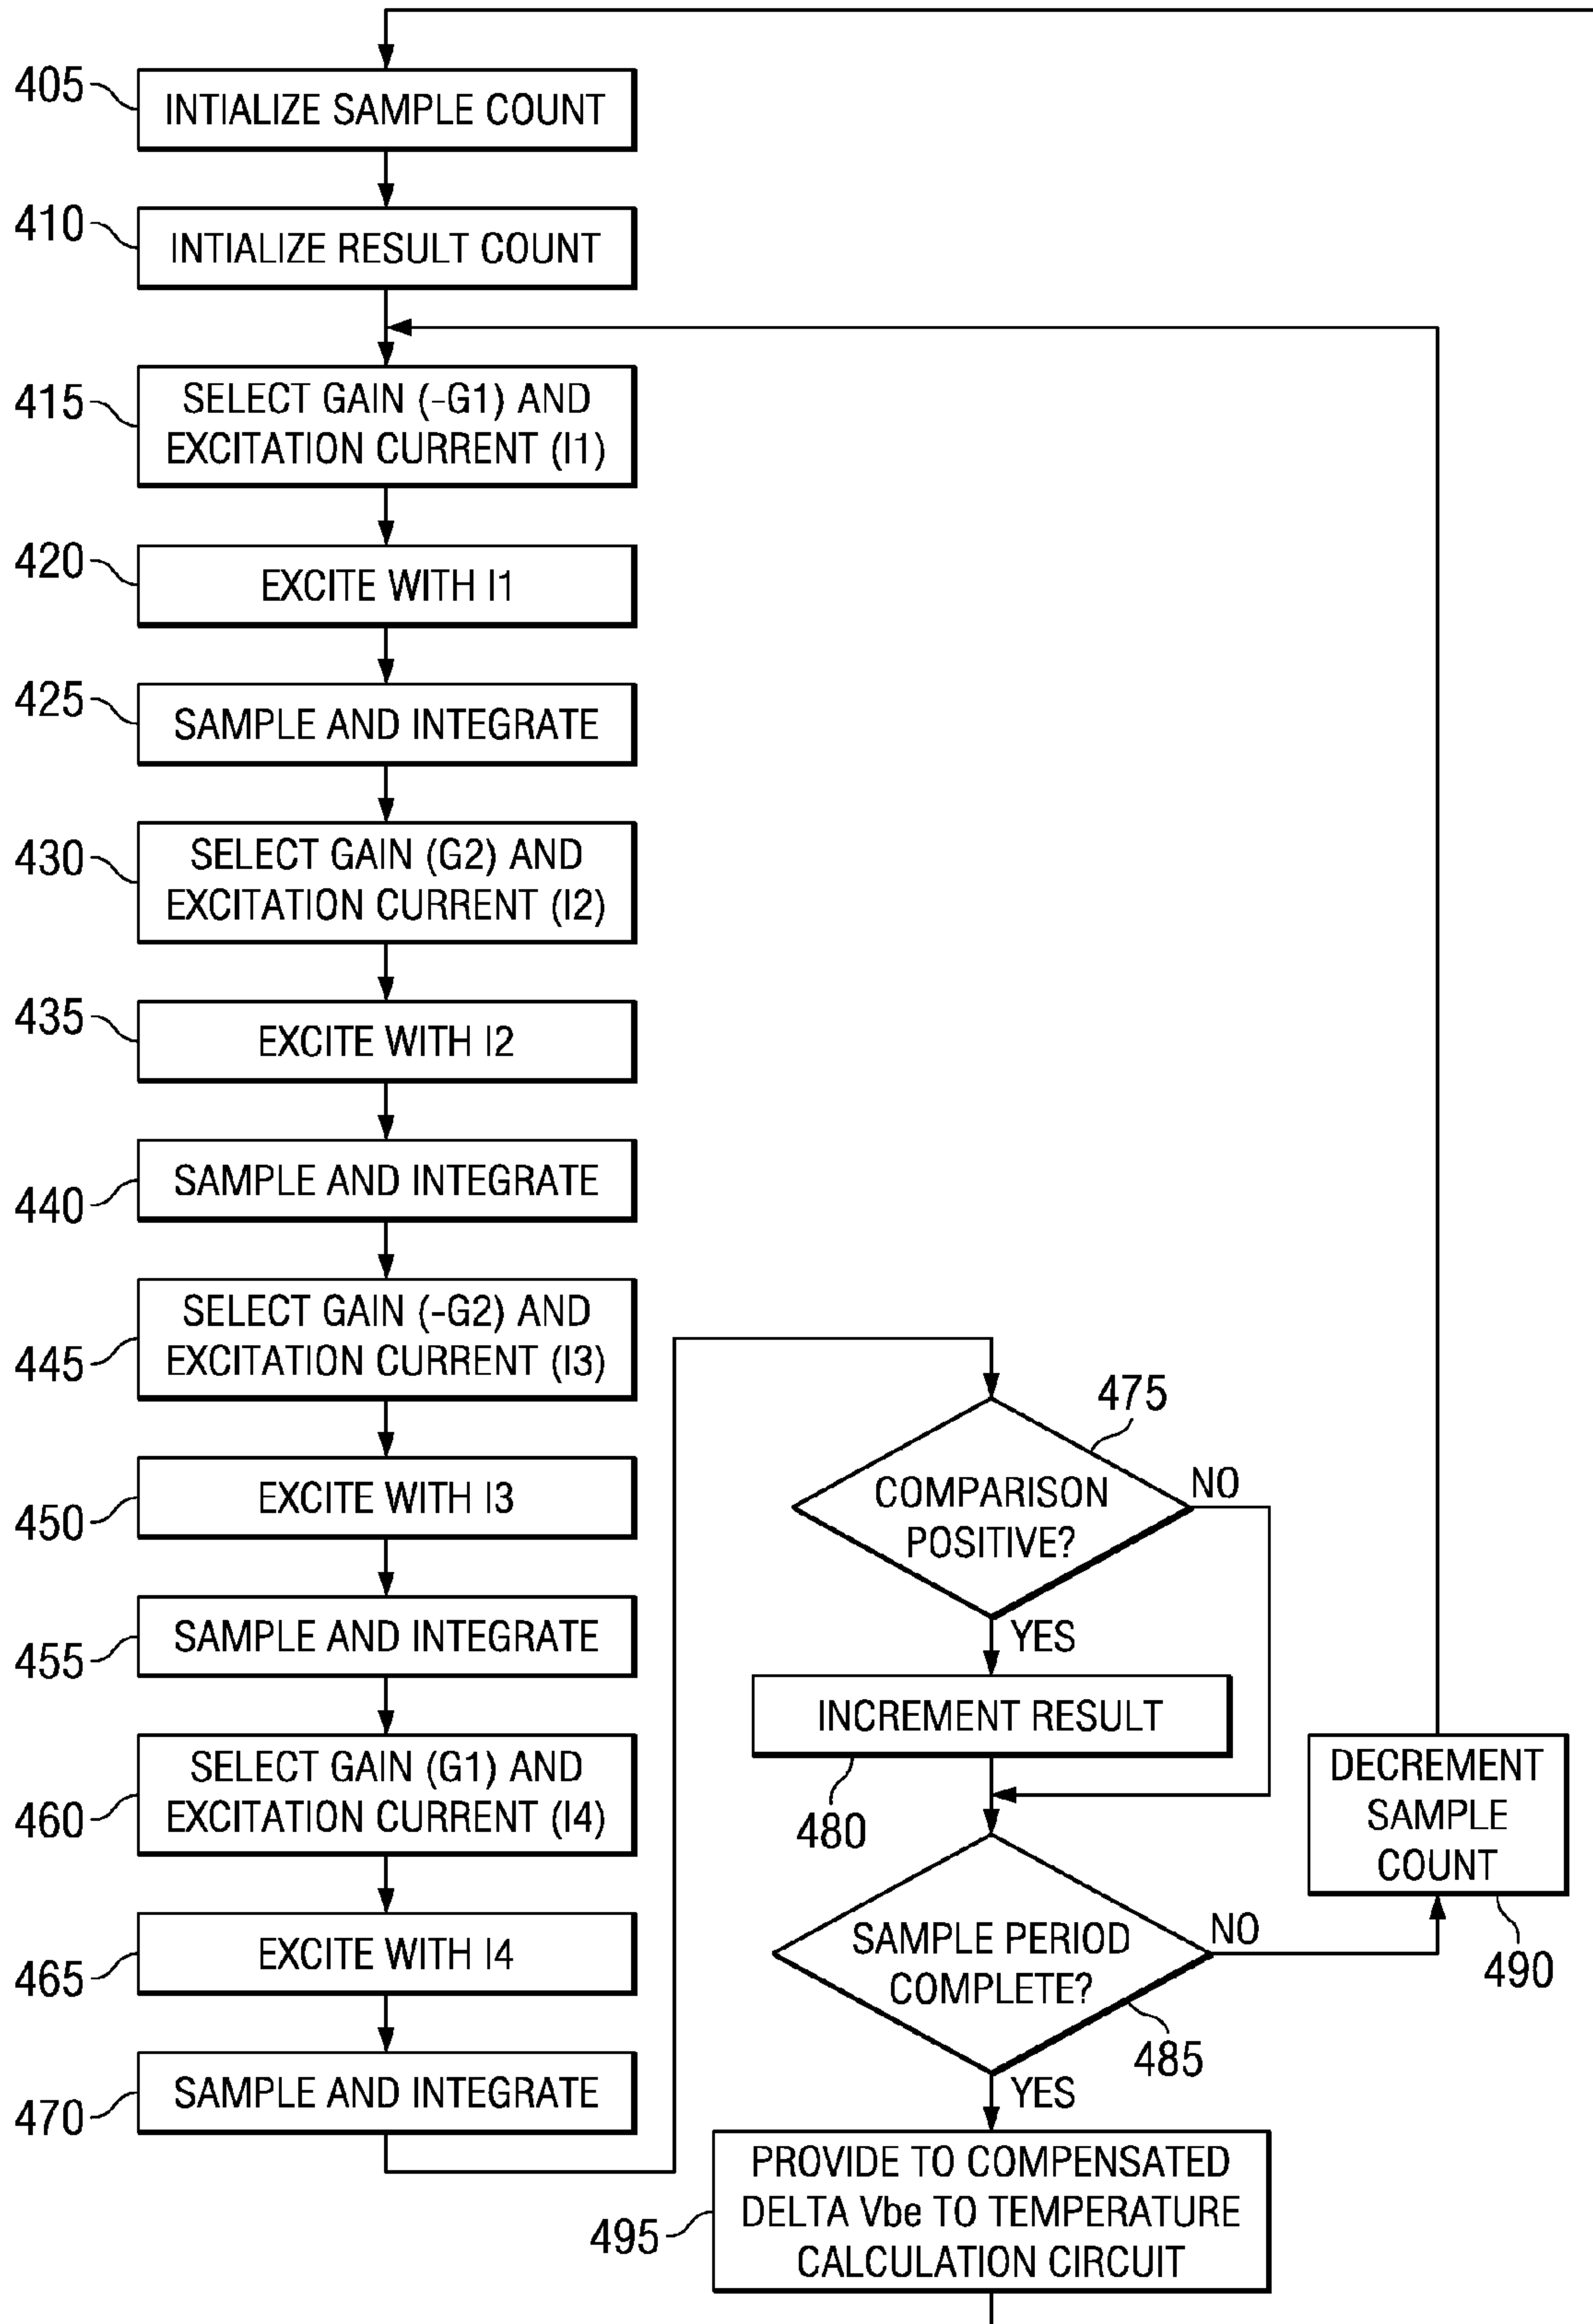 405
INTIALIZE SAMPLE COUNT
410
INTIALIZE RESULT COUNT
415
SELECT GAIN (-G1) AND
EXCITATION CURRENT (I1)
420
EXCITE WITH I1
425
SAMPLE AND INTEGRATE
430
SELECT GAIN (G2) AND
EXCITATION CURRENT (I2)
435
EXCITE WITH I2
440
SAMPLE AND INTEGRATE
445
SELECT GAIN (-G2) AND
EXCITATION CURRENT (I3)
450
EXCITE WITH I3
455
SAMPLE AND INTEGRATE
460
SELECT GAIN (G1) AND
EXCITATION CURRENT (I4)
465
EXCITE WITH I4
470
SAMPLE AND INTEGRATE
475
COMPARISON
POSITIVE?
NO
YES
INCREMENT RESULT
480
SAMPLE PERIOD
COMPLETE?
NO
485
YES
DECREMENT
SAMPLE
COUNT
490
495
PROVIDE TO COMPENSATED
DELTA Vbe TO TEMPERATURE
CALCULATION CIRCUIT